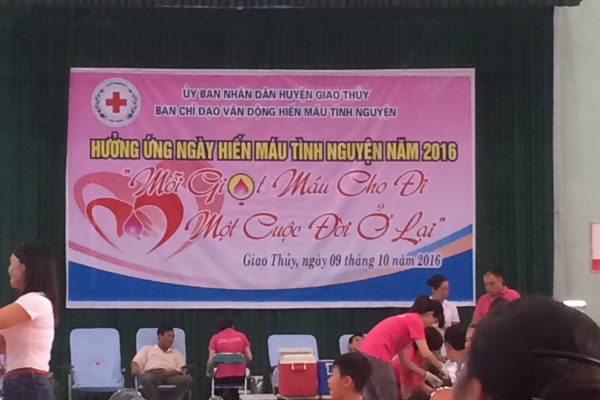 ỦY BAN NHÂN DÂN HUYỆN GIAO THỦY
BAN CHỈ ĐẠO VẬN ĐỘNG HIẾN MÁU TÌNH NGUYỆN
HƯỞNG ỨNG NGÀY HIẾN MÁU TÌNH NGUYỆN NĂM 2016
"Mỗi Giọt Máu Cho Đi
Một Cuộc Đời Ở Lại"
Giao Thủy, ngày 09 tháng 10 năm 2016